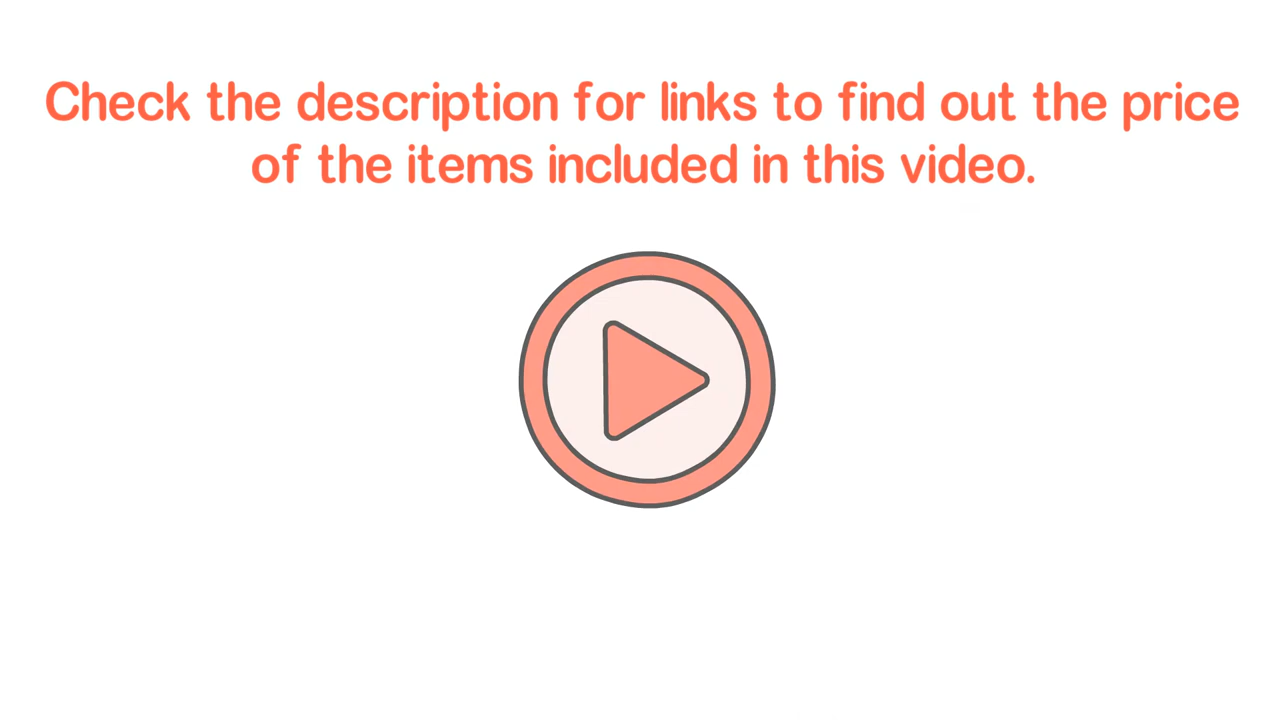 Check the description for links to find out the price
of the items included in this video.